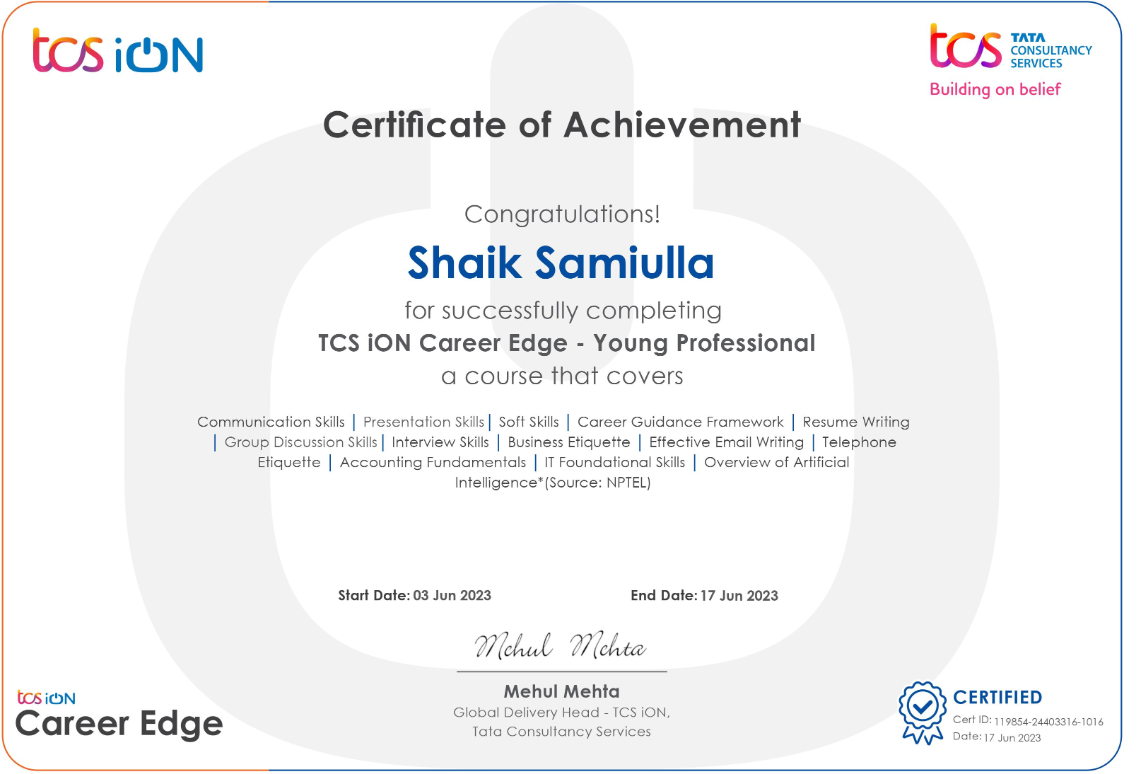 tcs iON
tcs TATA
CONSULTANCY
SERVICES
Building on belief
Certificate of Achievement
Congratulations!
Shaik Samiulla
for successfully completing
TCS iON Career Edge - Young Professional
a course that covers
Communication Skills | Presentation Skills | Soft Skills | Career Guidance Framework | Resume Writing
| Group Discussion Skills | Interview Skills | Business Etiquette | Effective Email Writing | Telephone
Etiquette | Accounting Fundamentals | IT Foundational Skills | Overview of Artificial
Intelligence*(Source: NPTEL)
Start Date: 03 Jun 2023 End Date: 17 Jun 2023
Mehul Mehta
Mehul Mehta
Global Delivery Head - TCS iON,
Tata Consultancy Services
tcs iON
Career Edge
CERTIFIED
Cert ID: 119854-24403316-1016
Date: 17 Jun 2023